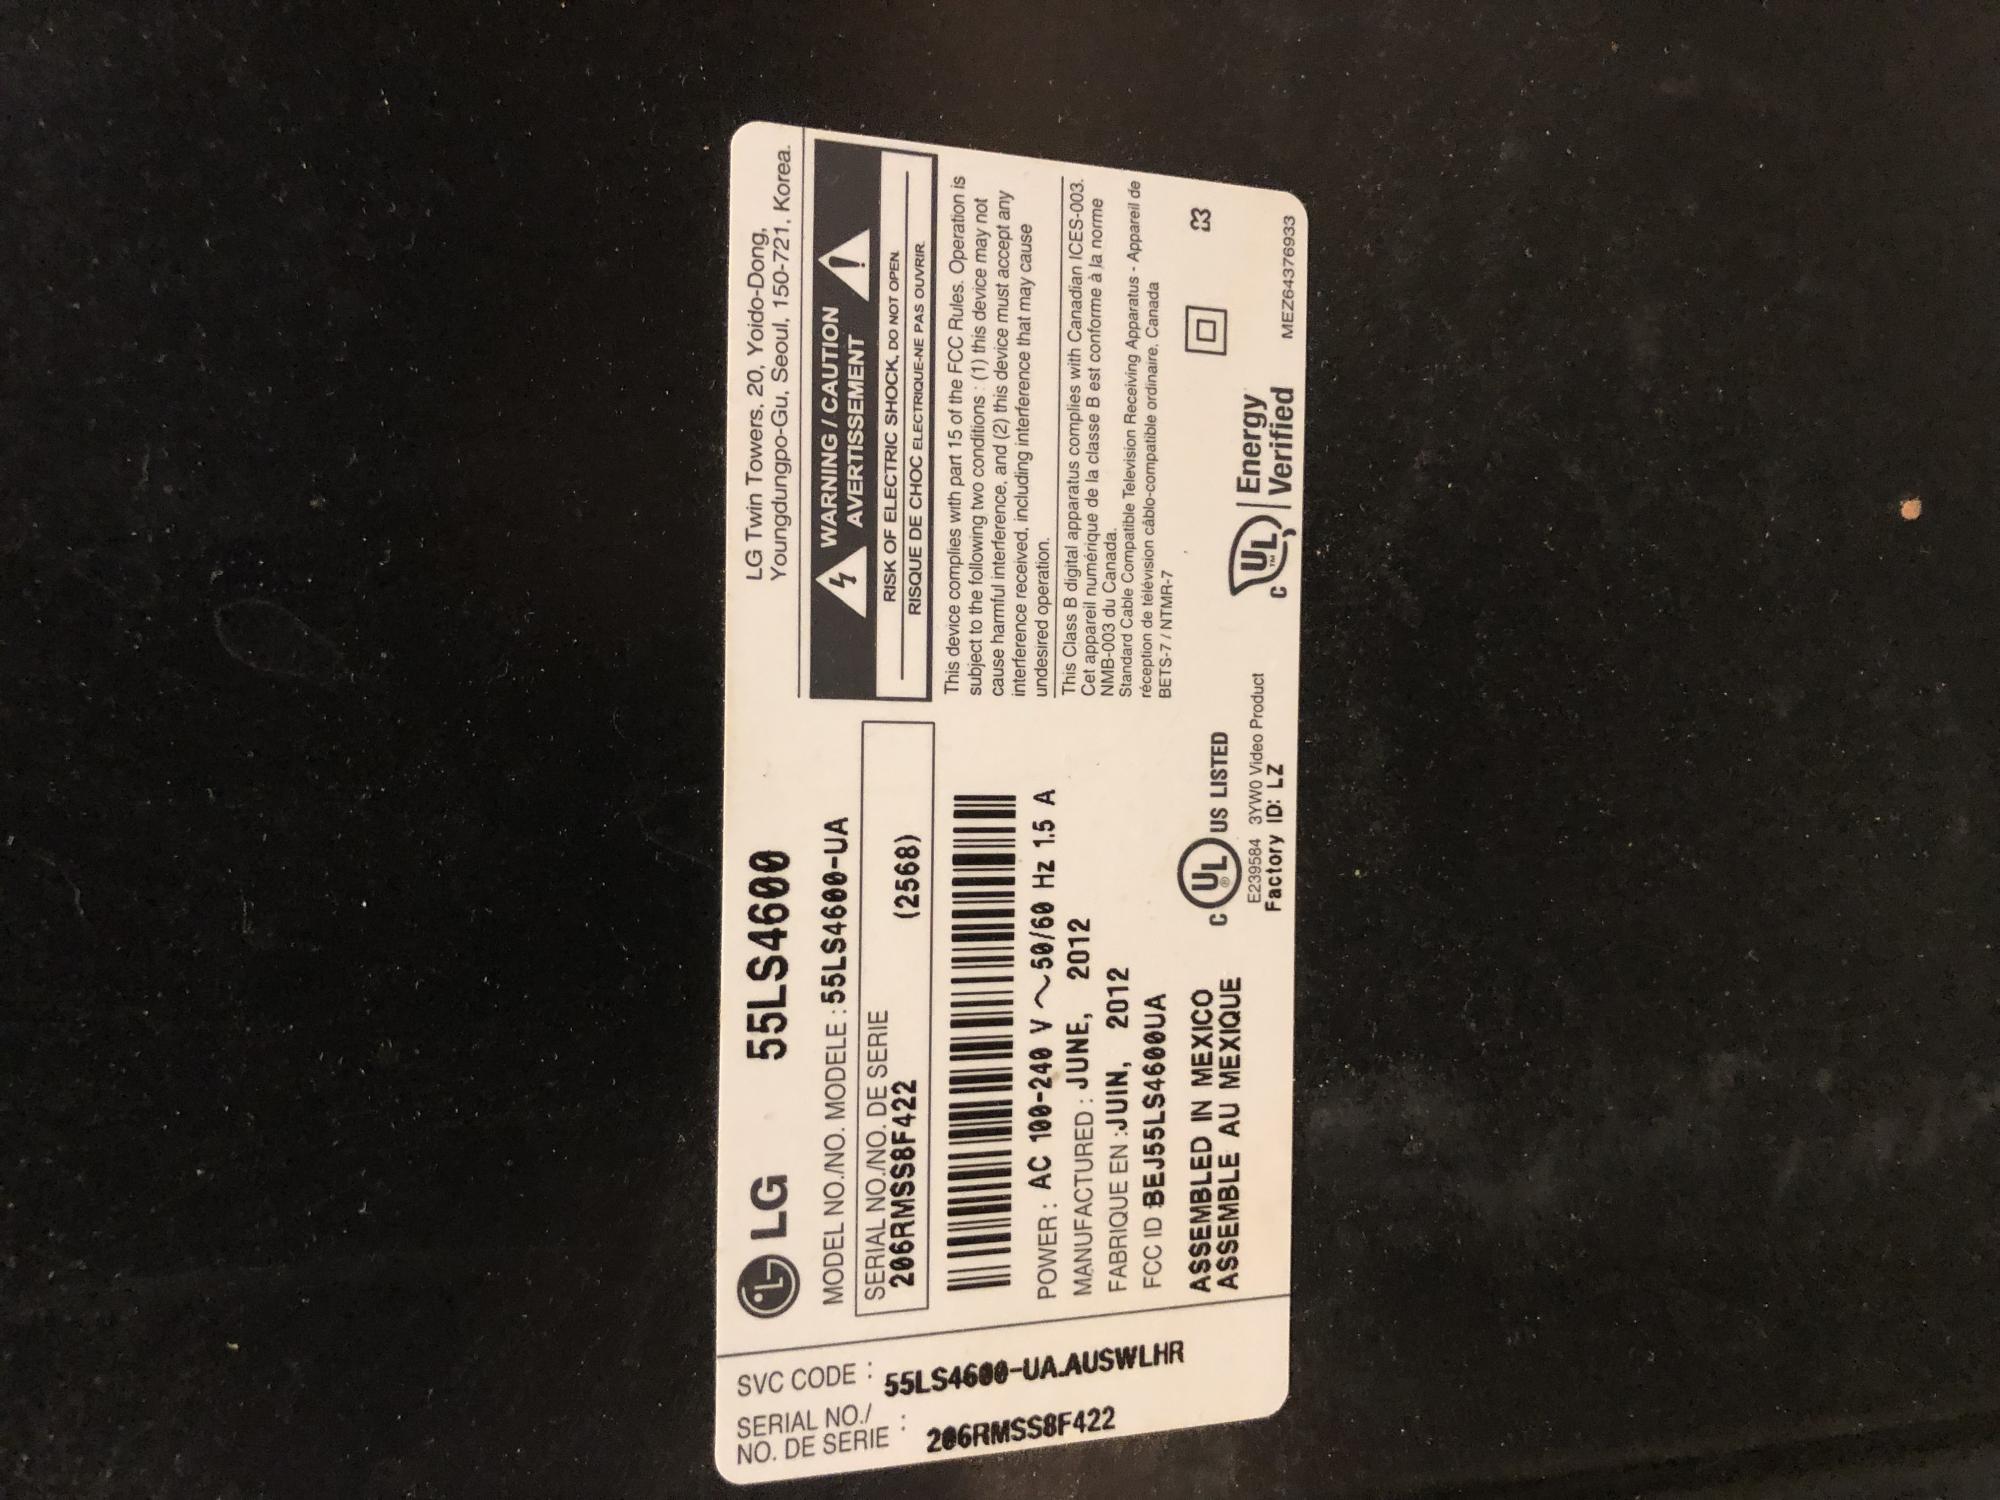 LG 55LS4600
MODEL NO./NO. MODELE : 55LS4600-UA
SERIAL NO./NO. DE SERIE
206RMSS8F422 (2568)
POWER : AC 100-240 V ~ 50/60 Hz 1.5 A
MANUFACTURED : JUNE, 2012
FABRIQUE EN : JUIN, 2012
FCC ID BEJ55LS4600UA
ASSEMBLED IN MEXICO
ASSEMBLE AU MEXIQUE
C UL ® US LISTED
E239584 3YW0 Video Product
Factory ID: LZ
LG Twin Towers, 20, Yoido-Dong,
Youngdungpo-Gu, Seoul, 150-721, Korea.
WARNING / CAUTION
AVERTISSEMENT
RISK OF ELECTRIC SHOCK, DO NOT OPEN.
RISQUE DE CHOC ELECTRIQUE-NE PAS OUVRIR.
This device complies with part 15 of the FCC Rules. Operation is
subject to the following two conditions : (1) this device may not
cause harmful interference, and (2) this device must accept any
interference received, including interference that may cause
undesired operation.
This Class B digital apparatus complies with Canadian ICES-003.
Cet appareil numérique de la classe B est conforme à la norme
NMB-003 du Canada.
Standard Cable Compatible Television Receiving Apparatus - Appareil de
réception de télévision câblo-compatible ordinaire, Canada
BETS-7 / NTMR-7
03
C UL ™ Energy
Verified
MEZ64376933
SVC CODE : 55LS4600-UA.AUSWLHR
SERIAL NO./
NO. DE SERIE : 206RMSS8F422